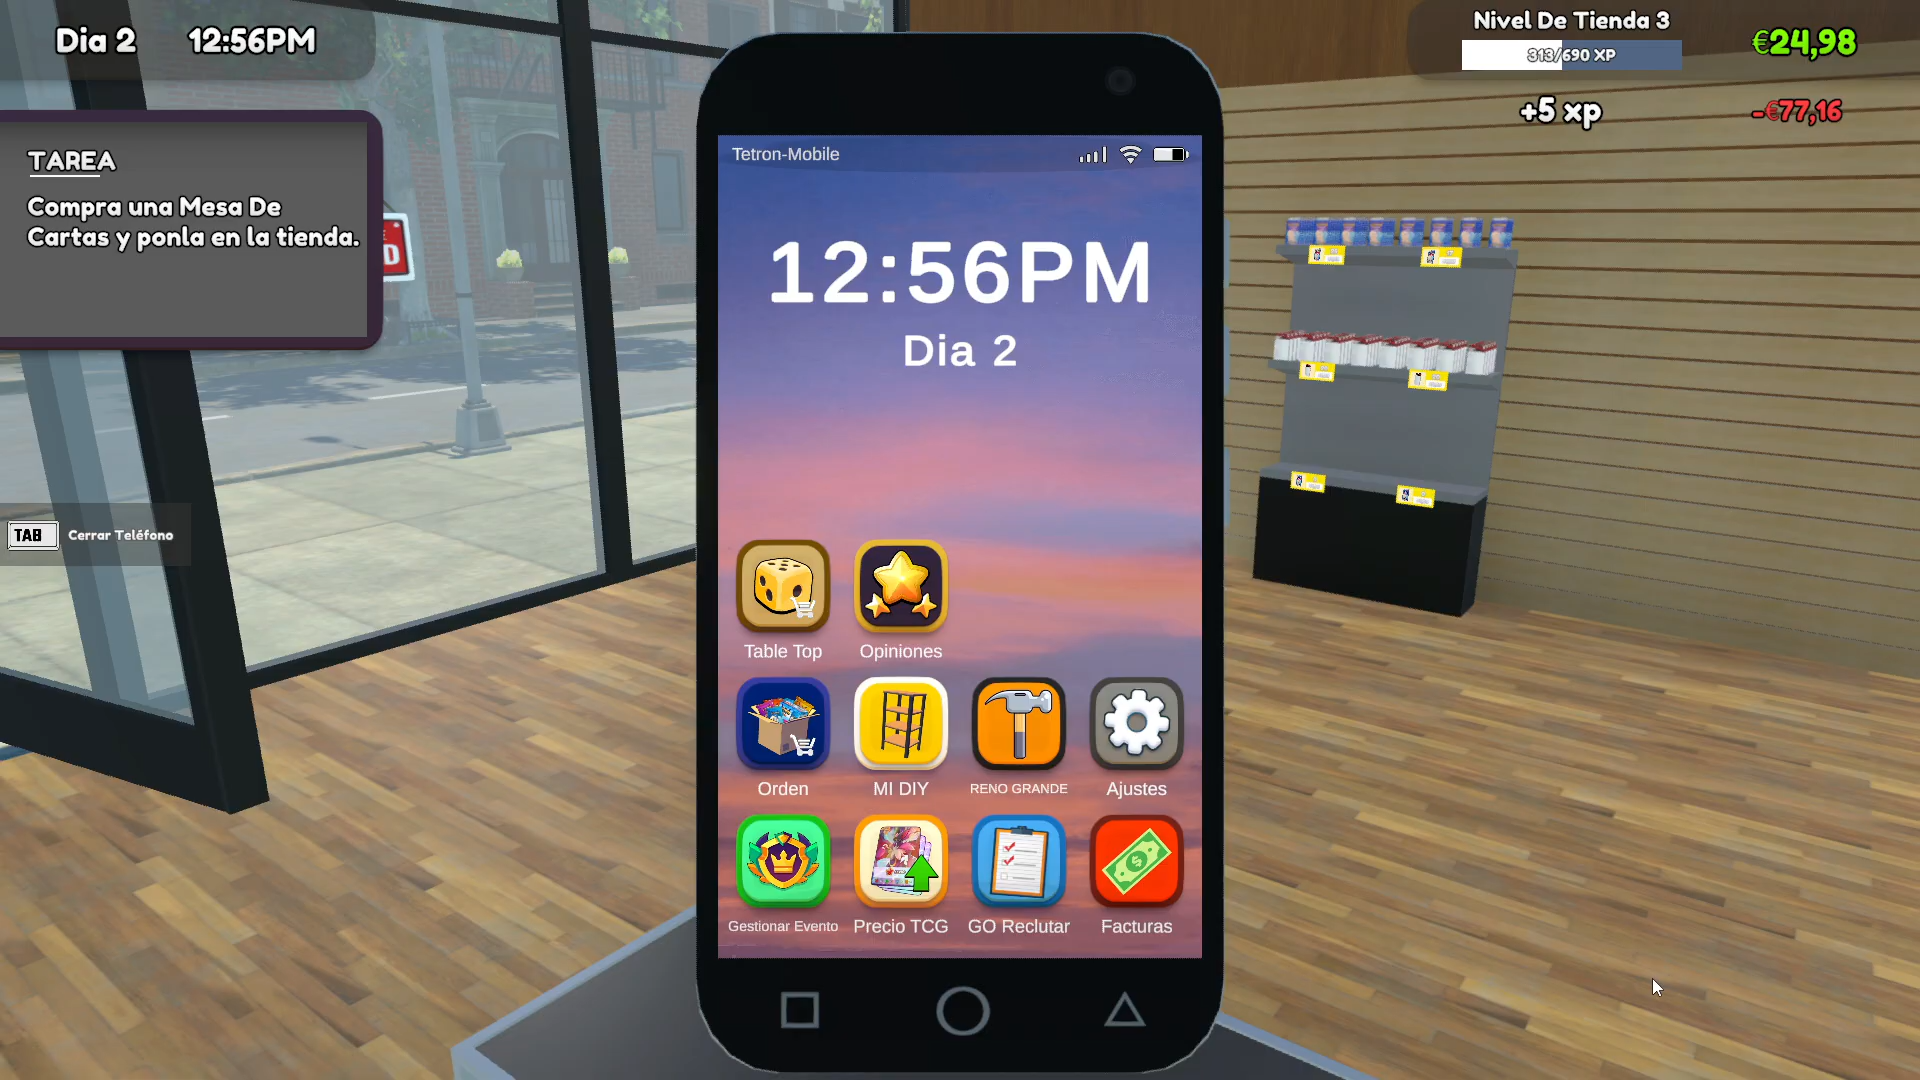 Dia 2
12:56PM
TAREA
Compra una Mesa De
Cartas y ponla en la tienda.
TAB
Cerrar Teléfono
Tetron-Mobile
12:56PM
Dia 2
Table Top
Opiniones
Orden
MI DIY
RENO GRANDE
Ajustes
Gestionar Evento
Precio TCG
GO Reclutar
Facturas
Nivel De Tienda 3
313/690 XP
€24,98
+5 xp
-€77,16